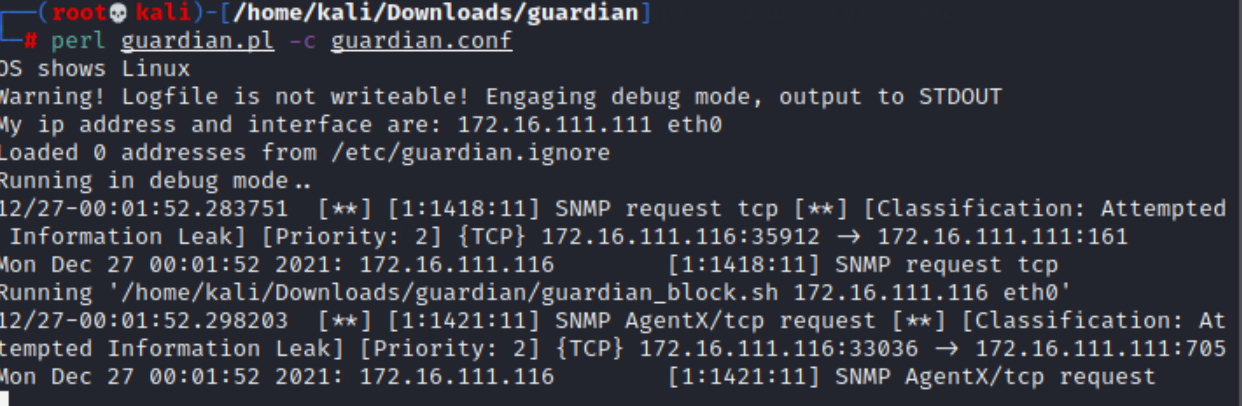 (root💀kali)-[/home/kali/Downloads/guardian]
# perl guardian.pl -c guardian.conf
OS shows Linux
Warning! Logfile is not writeable! Engaging debug mode, output to STDOUT
My ip address and interface are: 172.16.111.111 eth0
Loaded 0 addresses from /etc/guardian.ignore
Running in debug mode..
12/27-00:01:52.283751  [**] [1:1418:11] SNMP request tcp [**] [Classification: Attempted
 Information Leak] [Priority: 2] {TCP} 172.16.111.116:35912 → 172.16.111.111:161
Mon Dec 27 00:01:52 2021: 172.16.111.116        [1:1418:11] SNMP request tcp
Running '/home/kali/Downloads/guardian/guardian_block.sh 172.16.111.116 eth0'
12/27-00:01:52.298203  [**] [1:1421:11] SNMP AgentX/tcp request [**] [Classification: At
tempted Information Leak] [Priority: 2] {TCP} 172.16.111.116:33036 → 172.16.111.111:705
Mon Dec 27 00:01:52 2021: 172.16.111.116        [1:1421:11] SNMP AgentX/tcp request